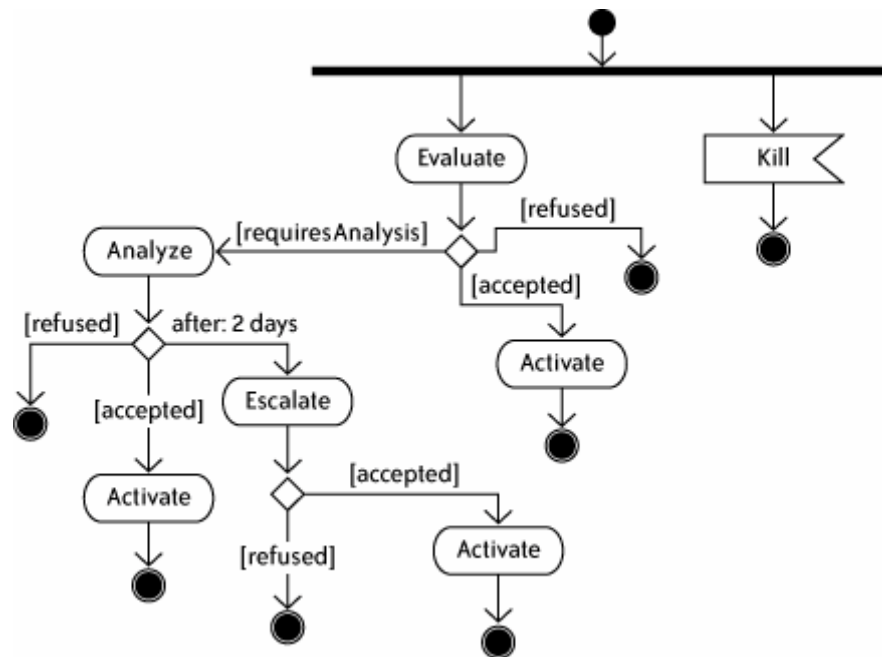 Evaluate
Kill
[refused]
[requiresAnalysis]
Analyze
[accepted]
[refused]
after: 2 days
Activate
Escalate
[accepted]
[accepted]
Activate
Activate
[refused]